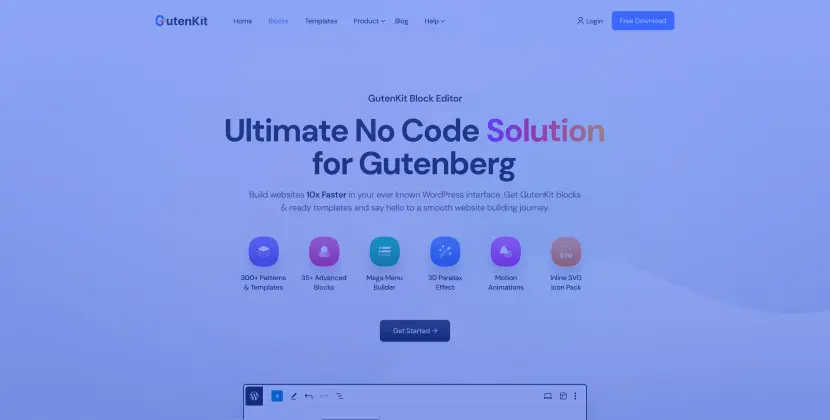 GutenKit
Home
Blocks
Templates
Product
Blog
Help
Login
Free Download
GutenKit Block Editor
Ultimate No Code Solution
for Gutenberg
Build websites 10x Faster in your ever known WordPress interface. Get GutenKit blocks
& ready templates and say hello to a smooth website building journey.
300+ Patterns
& Templates
35+ Advanced
Blocks
Mega Menu
Builder
3D Parallax
Effect
Motion
Animations
SVG
Inline SVG
Icon Pack
Get Started →